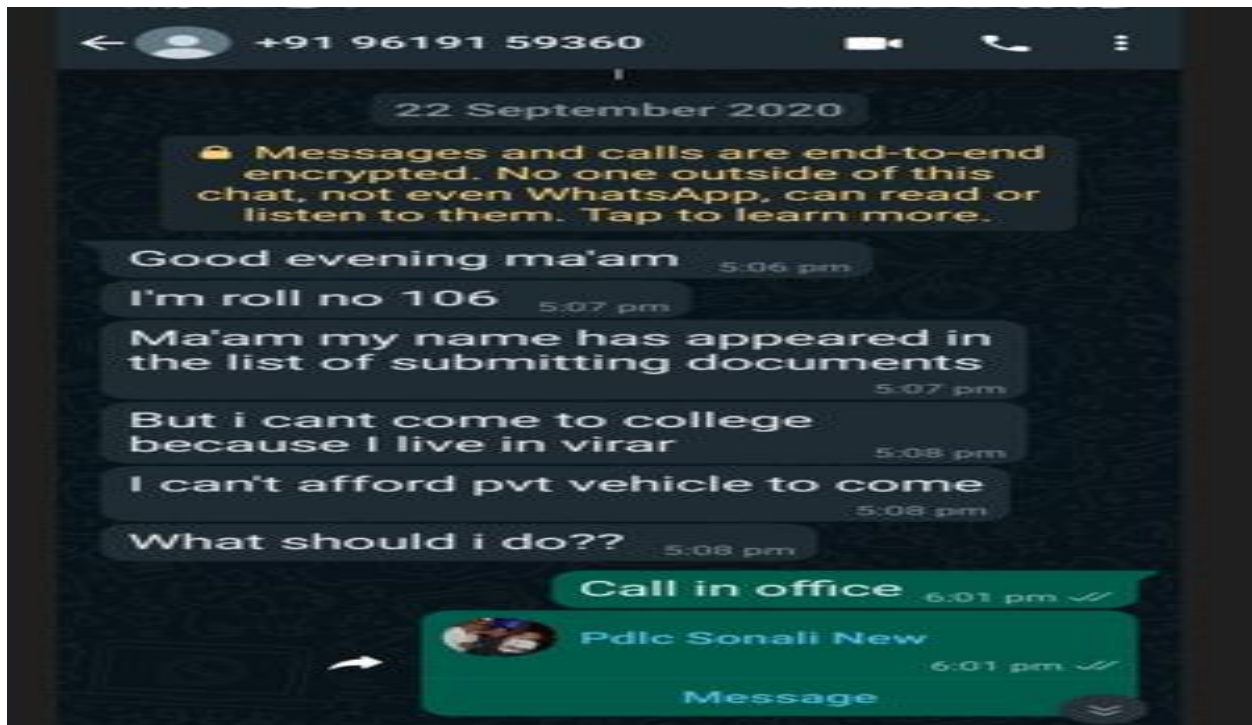 +91 96191 59360
22 September 2020
Messages and calls are end-to-end
encrypted. No one outside of this
chat, not even WhatsApp, can read or
listen to them. Tap to learn more.
Good evening ma'am 5:06 pm
I'm roll no 106 5:07 pm
Ma'am my name has appeared in
the list of submitting documents
5:07 pm
But i cant come to college
because I live in virar 5:08 pm
I can't afford pvt vehicle to come
5:08 pm
What should i do?? 5:08 pm
Call in office 6:01 pm
Pdlc Sonali New
6:01 pm
Message